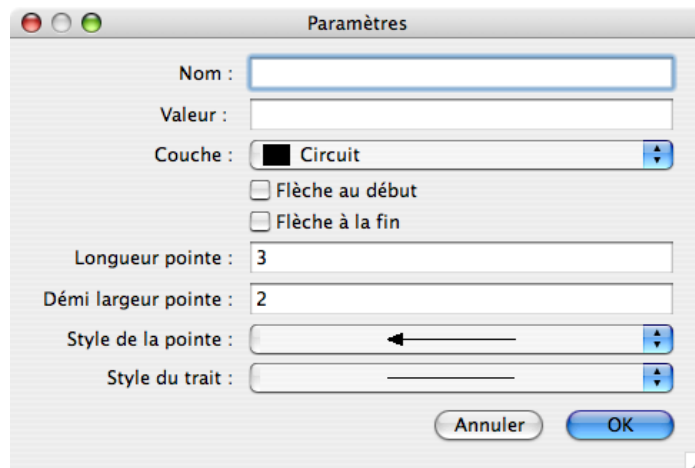 Paramètres
Nom :
Valeur :
Couche : Circuit
Flèche au début
Flèche à la fin
Longueur pointe : 3
Démi largeur pointe : 2
Style de la pointe :
Style du trait :
Annuler OK